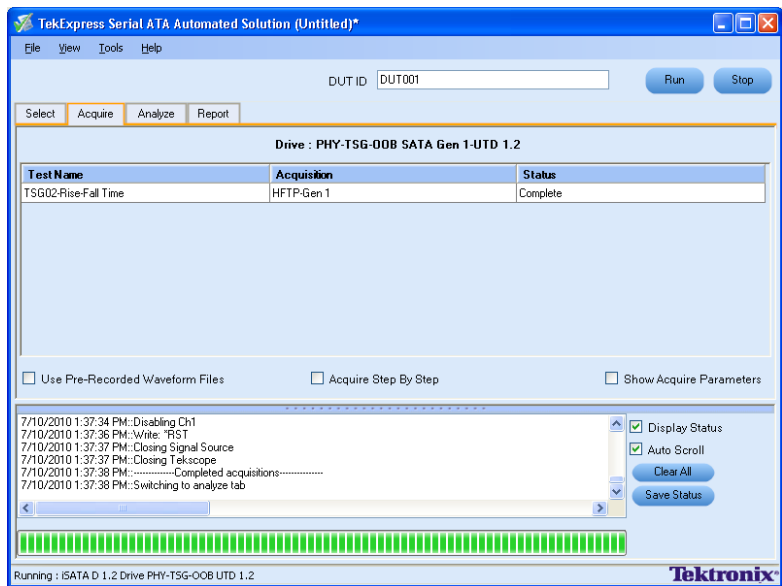 TekExpress Serial ATA Automated Solution (Untitled)*
File View Tools Help
DUT ID DUT001 Run Stop
Select Acquire Analyze Report
Drive : PHY-TSG-OOB SATA Gen 1-UTD 1.2
Test Name Acquisition Status
TSG02-Rise-Fall Time HFTP-Gen 1 Complete
Use Pre-Recorded Waveform Files Acquire Step By Step Show Acquire Parameters
7/10/2010 1:37:34 PM::Disabling Ch1
7/10/2010 1:37:36 PM::Write: *RST
7/10/2010 1:37:37 PM::Closing Signal Source
7/10/2010 1:37:37 PM::Closing Tekscope
7/10/2010 1:37:38 PM::-------------Completed acquisitions--------------
7/10/2010 1:37:38 PM::Switching to analyze tab
Display Status
Auto Scroll
Clear All
Save Status
Running : iSATA D 1.2 Drive PHY-TSG-OOB UTD 1.2 Tektronix